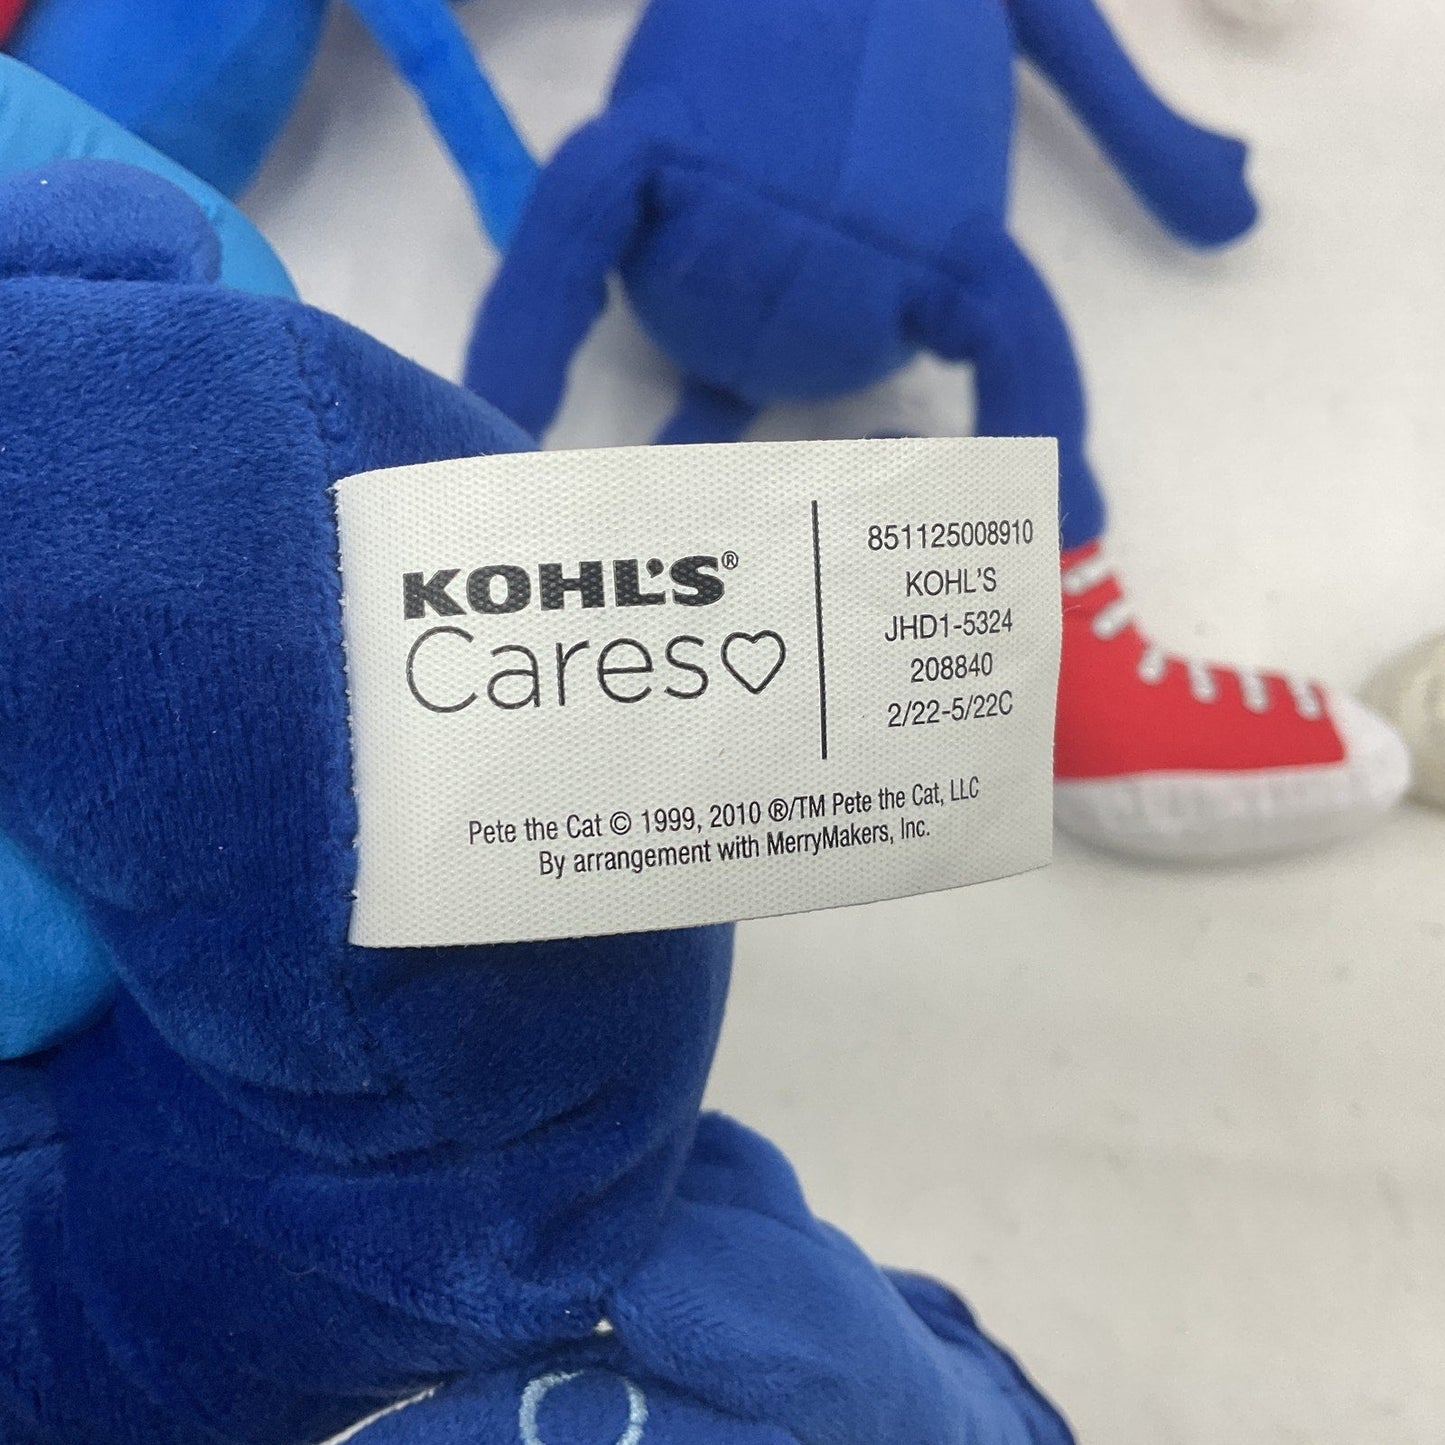 KOHL'S®
Cares♡
851125008910
KOHL'S
JHD1-5324
208840
2/22-5/22C
Pete the Cat © 1999, 2010 ®/TM Pete the Cat, LLC
By arrangement with MerryMakers, Inc.